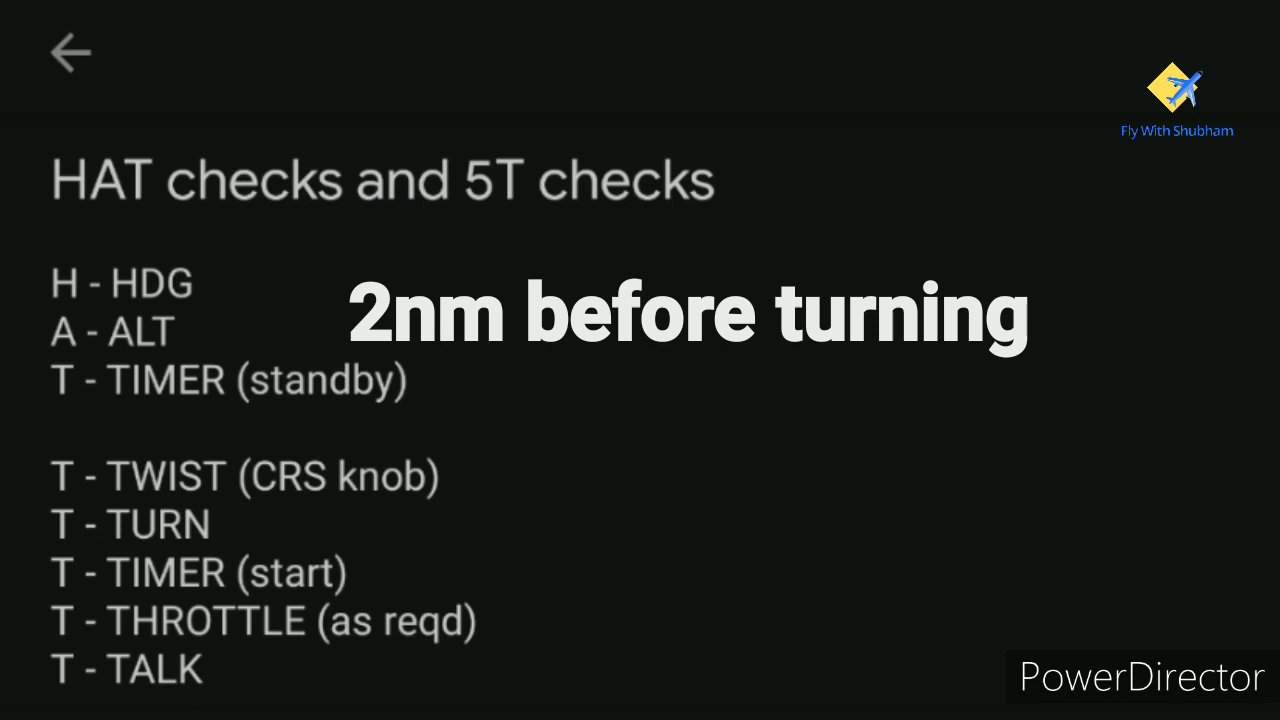 Fly With Shubham
HAT checks and 5T checks
H - HDG
A - ALT
2nm before turning
T - TIMER (standby)
T - TWIST (CRS knob)
T - TURN
T - TIMER (start)
T - THROTTLE (as reqd)
T - TALK
PowerDirector